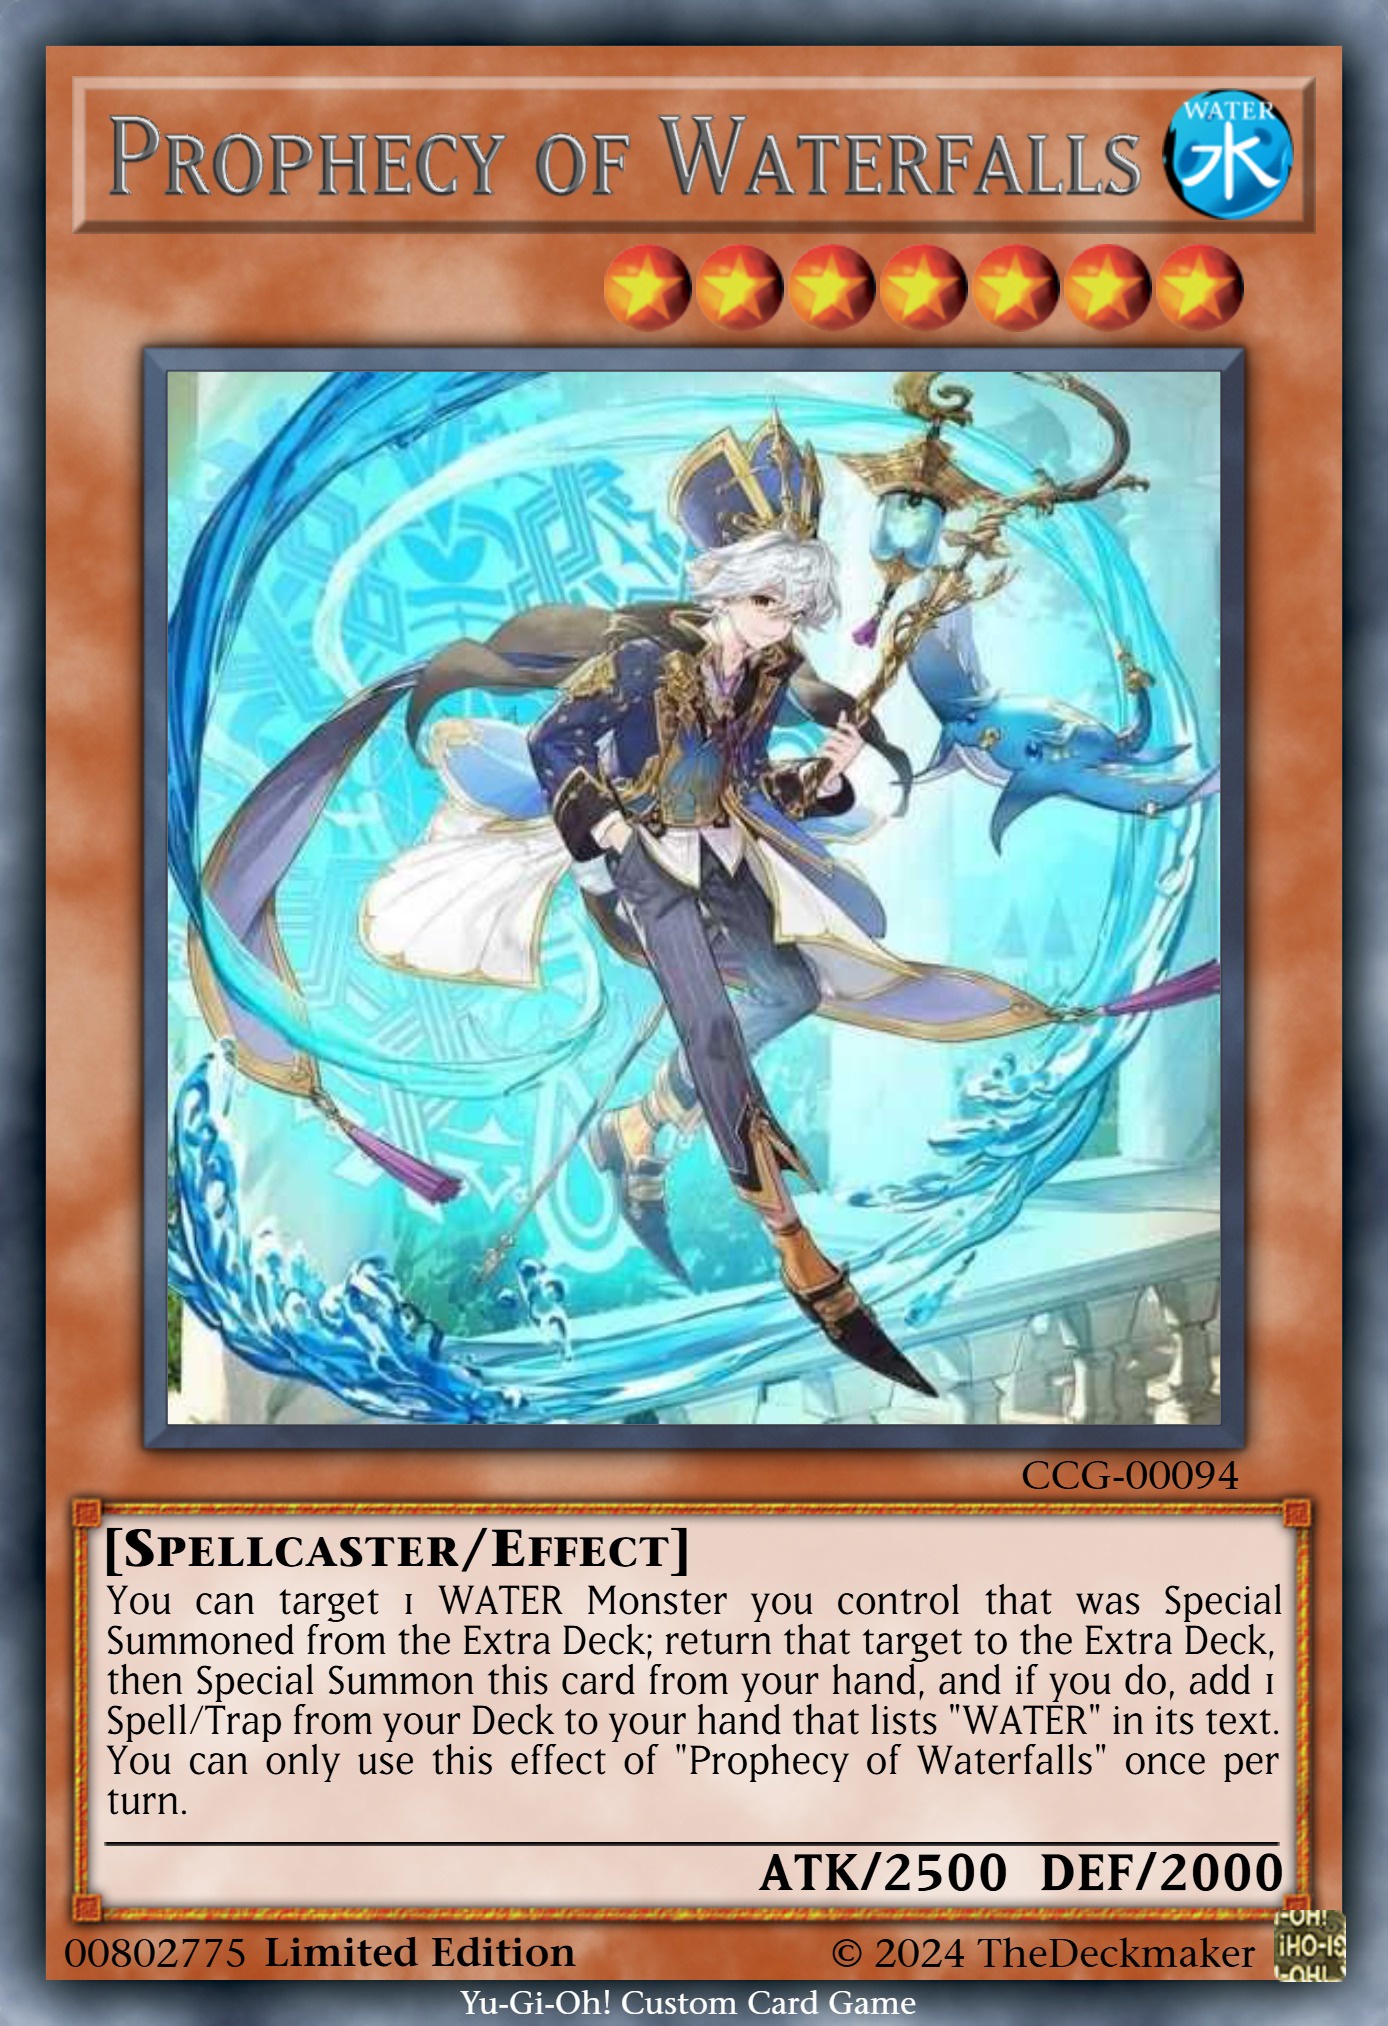 Prophecy of Waterfalls
WATER
水
CCG-00094
[Spellcaster/Effect]
You can target 1 WATER Monster you control that was Special
Summoned from the Extra Deck; return that target to the Extra Deck,
then Special Summon this card from your hand, and if you do, add 1
Spell/Trap from your Deck to your hand that lists "WATER" in its text.
You can only use this effect of "Prophecy of Waterfalls" once per
turn.
ATK/2500 DEF/2000
00802775 Limited Edition
© 2024 TheDeckmaker
Yu-Gi-Oh! Custom Card Game